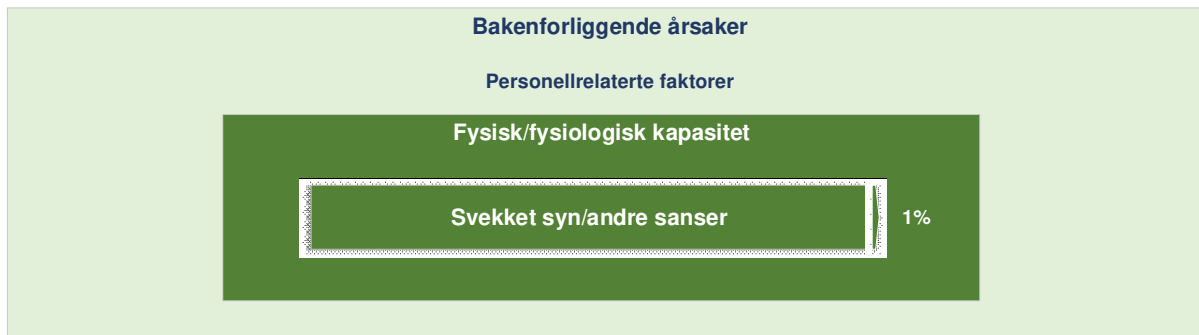 Bakenforliggende årsaker
Personellrelaterte faktorer
Fysisk/fysiologisk kapasitet
Svekket syn/andre sanser
1%